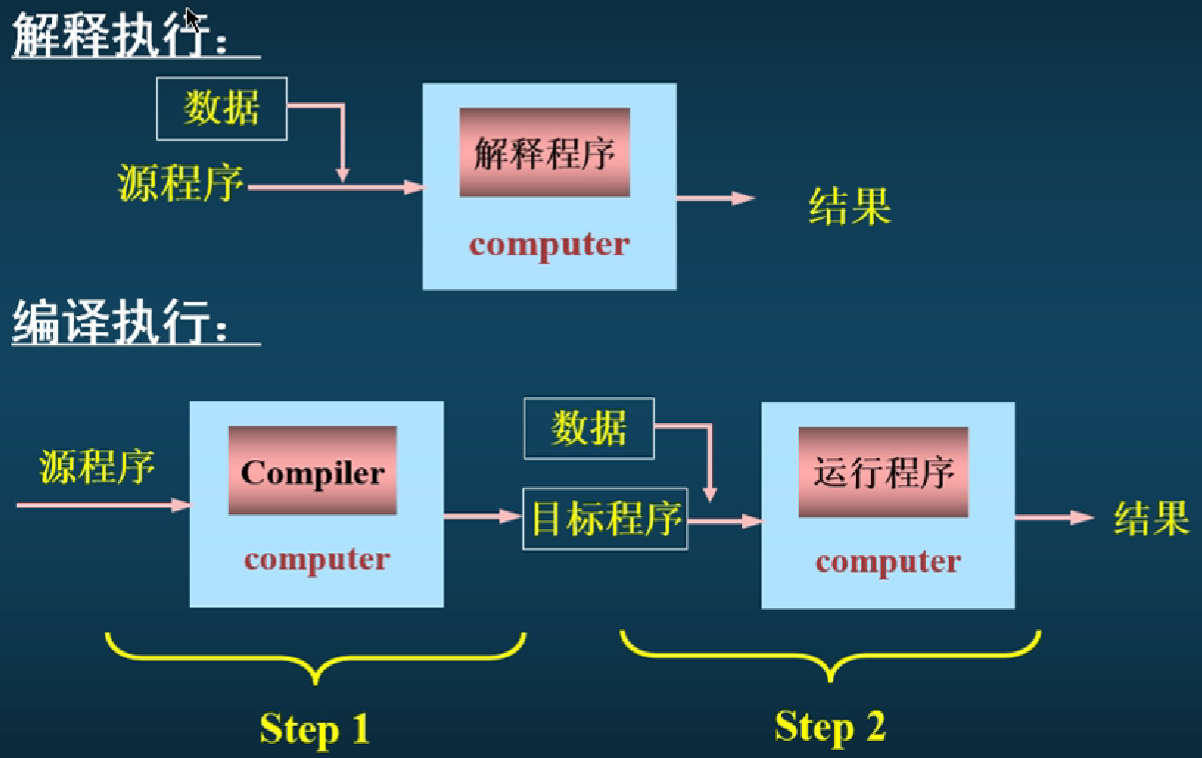 解释执行：
数据
源程序
解释程序
computer
结果
编译执行：
源程序
Compiler
computer
数据
目标程序
运行程序
computer
结果
Step 1
Step 2